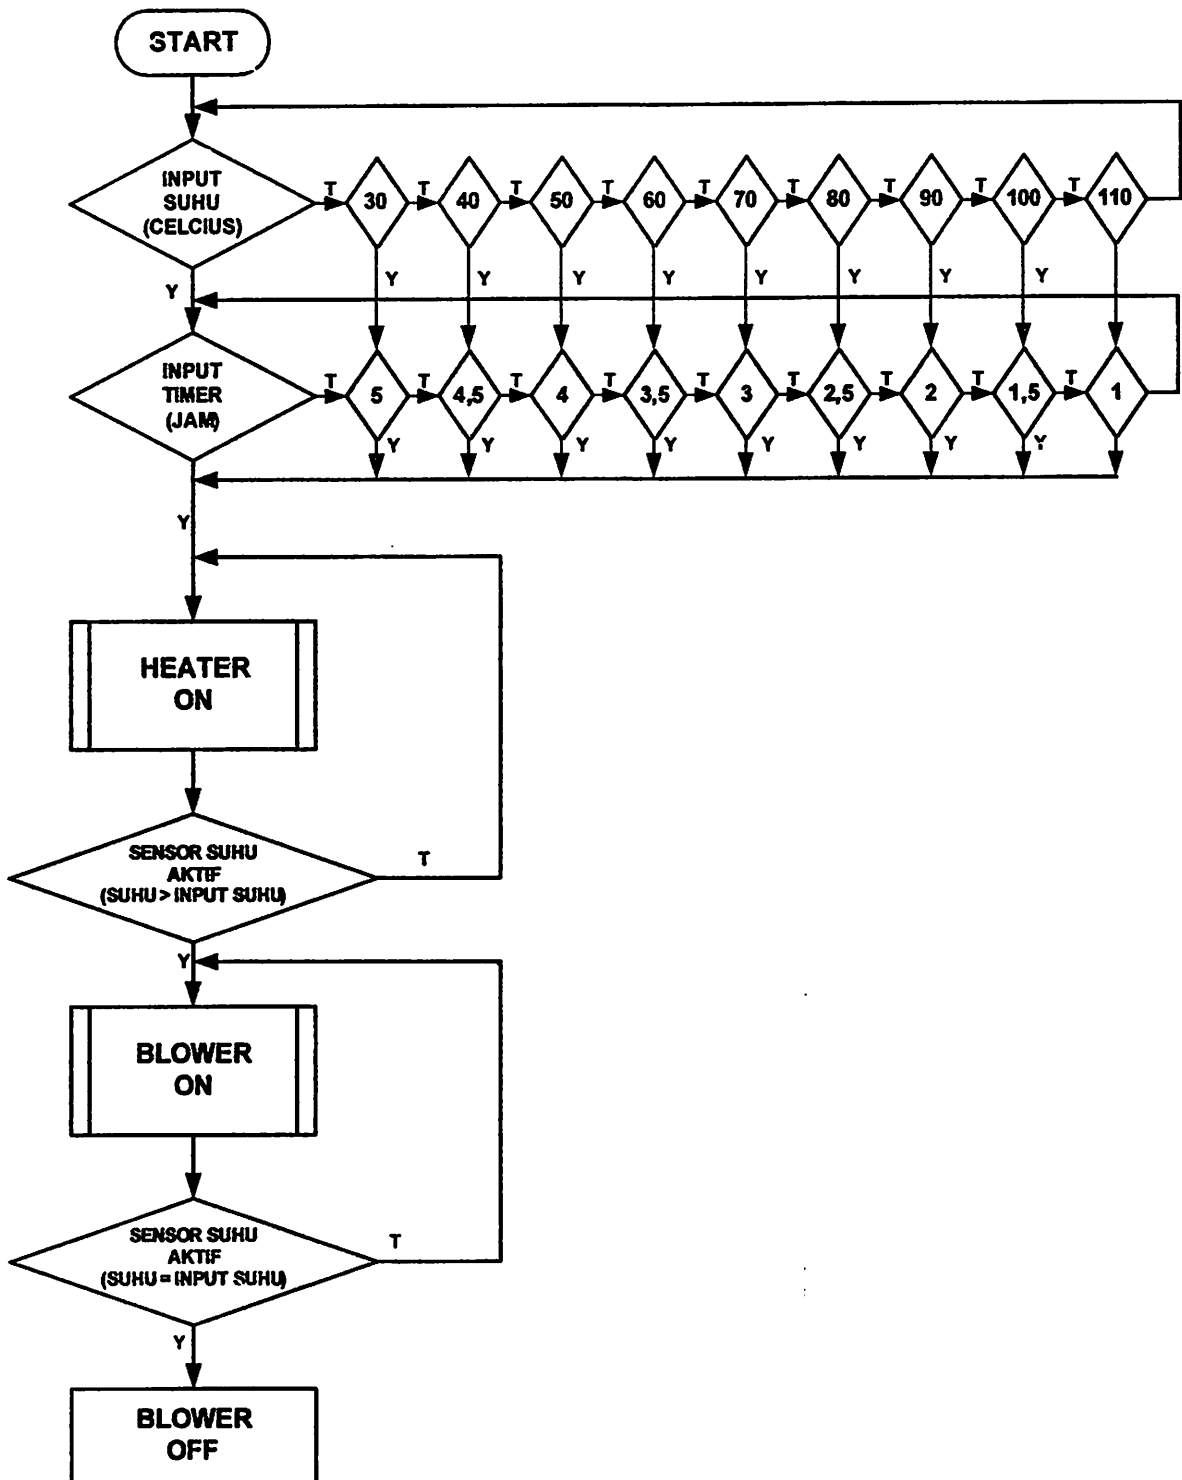 START
INPUT
SUHU
(CELCIUS)
T 30 T 40 T 50 T 60 T 70 T 80 T 90 T 100 T 110
Y Y Y Y Y Y Y Y Y
INPUT
TIMER
(JAM)
T 5 T 4,5 T 4 T 3,5 T 3 T 2,5 T 2 T 1,5 T 1
Y Y Y Y Y Y Y Y
Y
HEATER
ON
SENSOR SUHU
AKTIF
(SUHU > INPUT SUHU)
T
Y
BLOWER
ON
SENSOR SUHU
AKTIF
(SUHU = INPUT SUHU)
T
Y
BLOWER
OFF